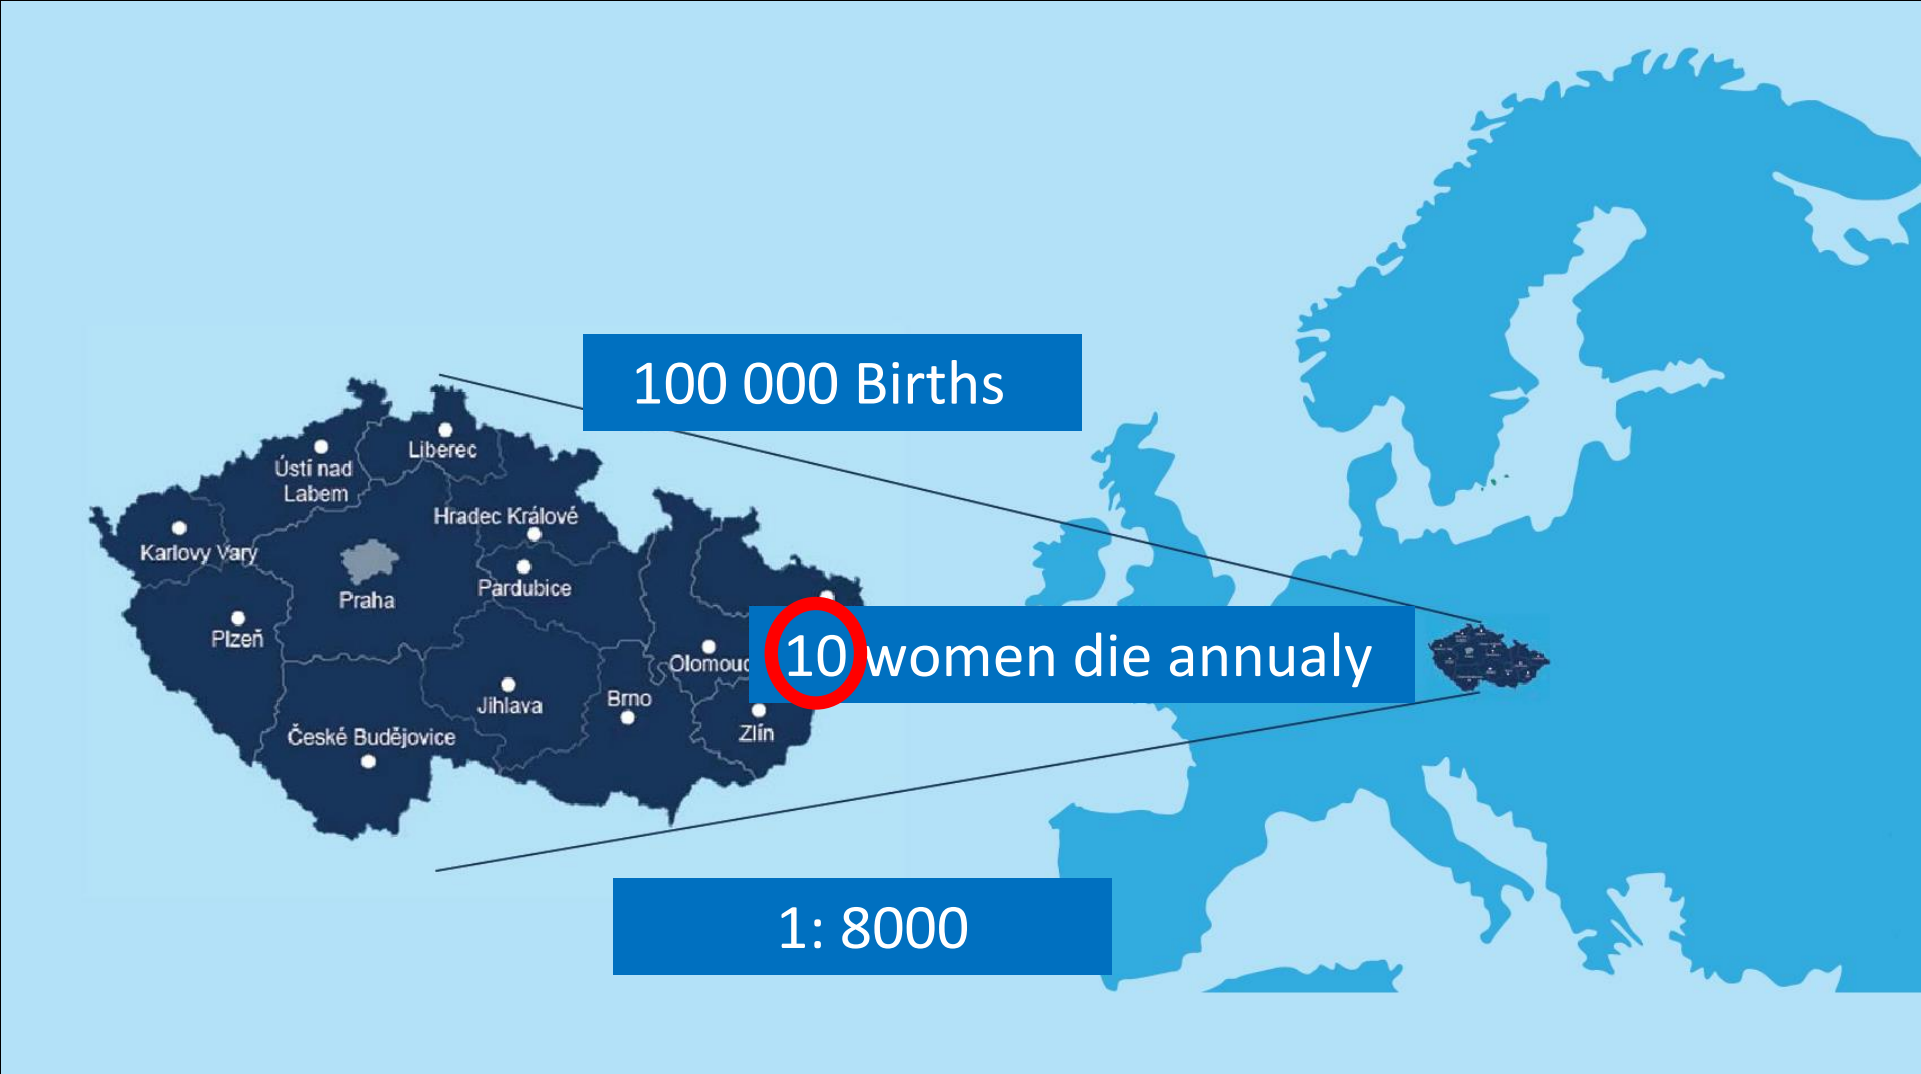 100 000 Births
Liberec
Ústí nad
Labem
Hradec Králové
Karlovy Vary
Pardubice
Praha
Plzeň
10 women die annualy
Olomouc
Brno
Jihlava
Zlín
České Budějovice
1: 8000